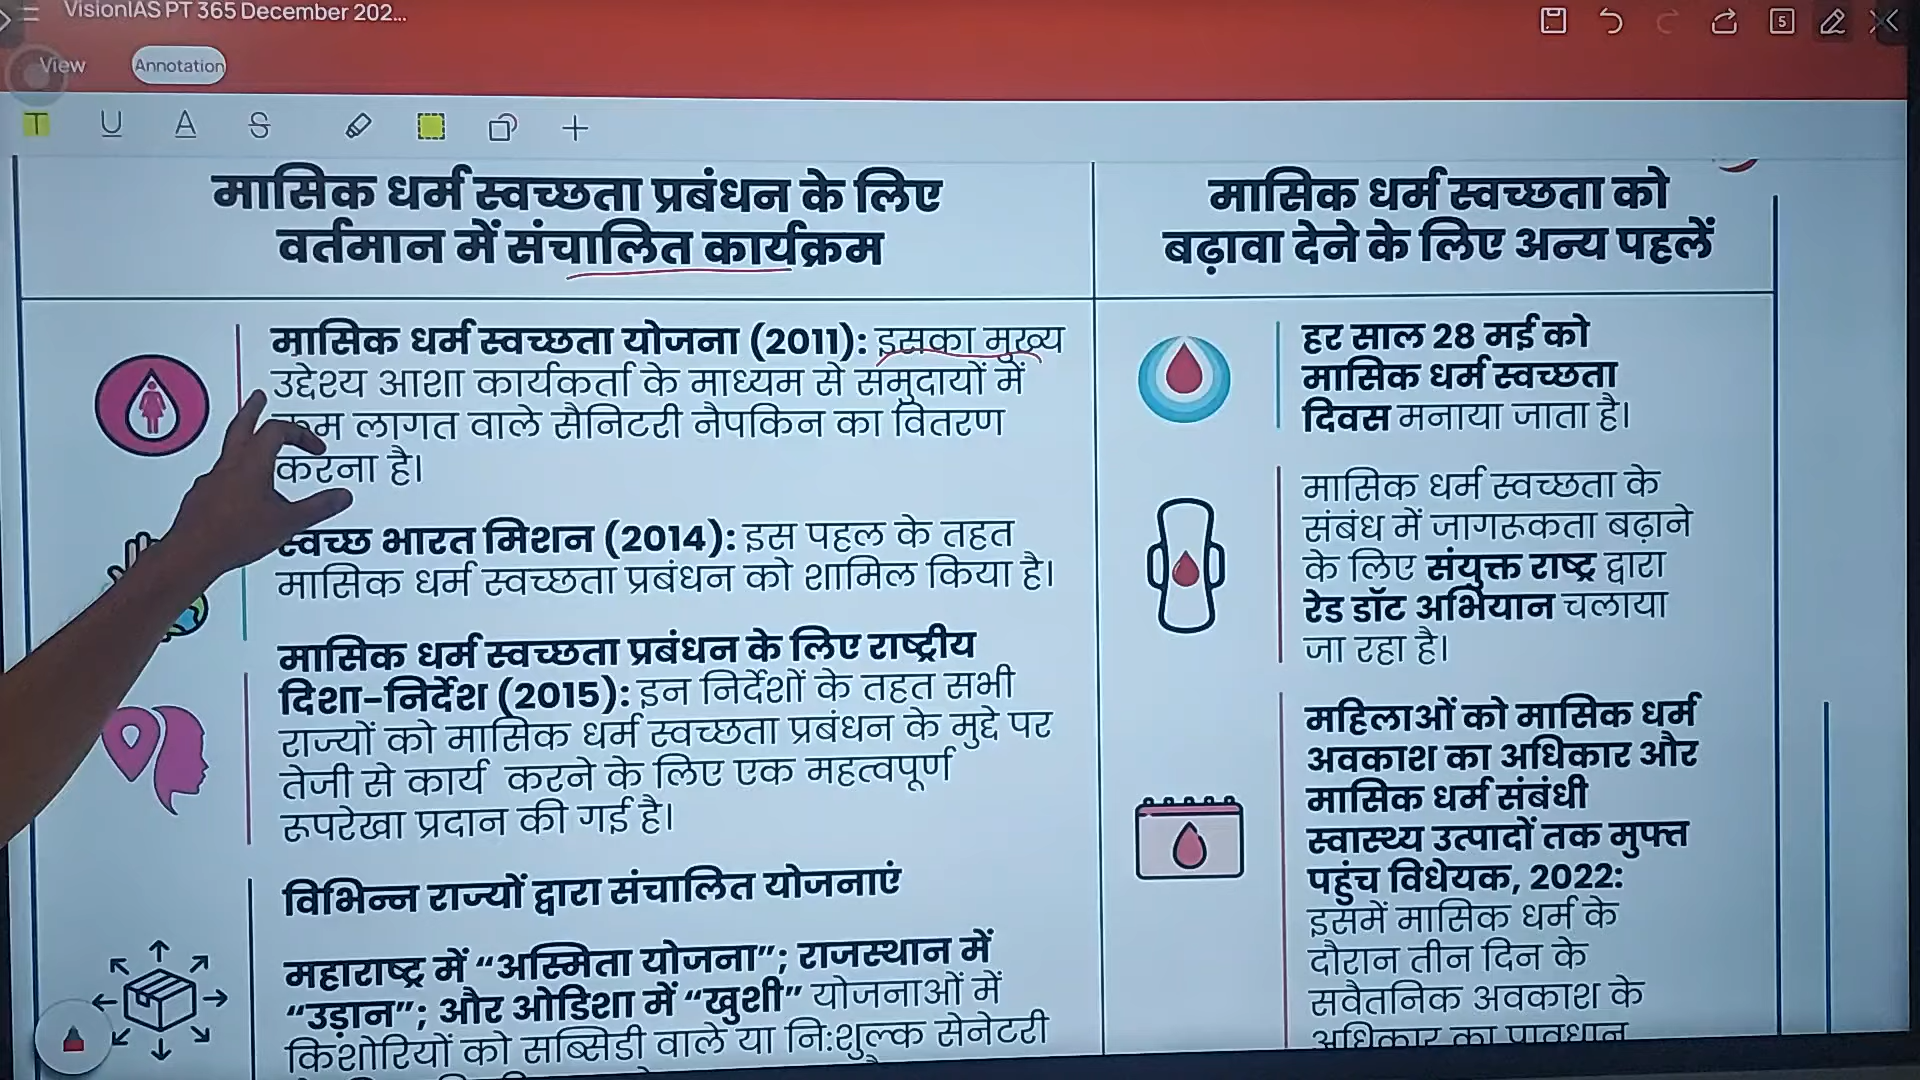 VisionIAS PT 365 December 202...
5
View
Annotation
T U A S
मासिक धर्म स्वच्छता प्रबंधन के लिए
वर्तमान में संचालित कार्यक्रम
मासिक धर्म स्वच्छता योजना (2011): इसका मुख्य
उद्देश्य आशा कार्यकर्ता के माध्यम से समुदायों में
कम लागत वाले सैनिटरी नैपकिन का वितरण
करना है।
स्वच्छ भारत मिशन (2014): इस पहल के तहत
मासिक धर्म स्वच्छता प्रबंधन को शामिल किया है।
मासिक धर्म स्वच्छता प्रबंधन के लिए राष्ट्रीय
दिशा-निर्देश (2015): इन निर्देशों के तहत सभी
राज्यों को मासिक धर्म स्वच्छता प्रबंधन के मुद्दे पर
तेजी से कार्य करने के लिए एक महत्वपूर्ण
रूपरेखा प्रदान की गई है।
विभिन्न राज्यों द्वारा संचालित योजनाएं
महाराष्ट्र में “अस्मिता योजना”; राजस्थान में
“उड़ान”; और ओडिशा में “खुशी” योजनाओं में
किशोरियों को सब्सिडी वाले या नि:शुल्क सेनेटरी
मासिक धर्म स्वच्छता को
बढ़ावा देने के लिए अन्य पहलें
हर साल 28 मई को
मासिक धर्म स्वच्छता
दिवस मनाया जाता है।
मासिक धर्म स्वच्छता के
संबंध में जागरूकता बढ़ाने
के लिए संयुक्त राष्ट्र द्वारा
रेड डॉट अभियान चलाया
जा रहा है।
महिलाओं को मासिक धर्म
अवकाश का अधिकार और
मासिक धर्म संबंधी
स्वास्थ्य उत्पादों तक मुफ्त
पहुंच विधेयक, 2022:
इसमें मासिक धर्म के
दौरान तीन दिन के
सवैतनिक अवकाश के
अधिकार का प्रावधान